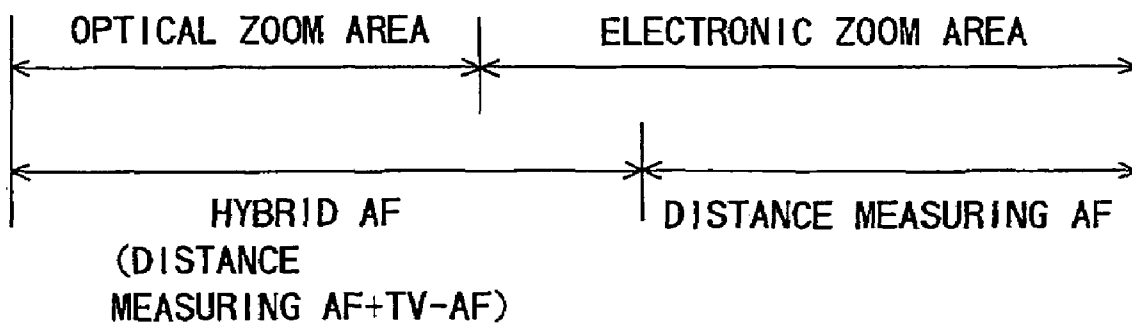 OPTICAL ZOOM AREA
ELECTRONIC ZOOM AREA
HYBRID AF
(DISTANCE
MEASURING AF+TV-AF)
DISTANCE MEASURING AF